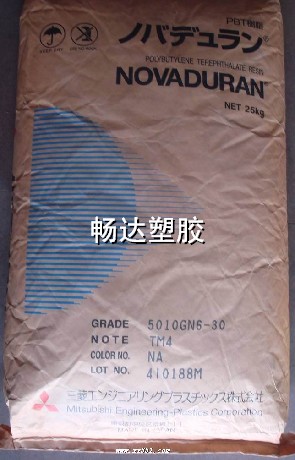 PBT樹脂
ノバデュラン®
POLYBUTYLENE TEREPHTHALATE RESIN
NOVADURAN®
NET 25kg
畅达塑胶
GRADE 5010GN6-30
NOTE TM4
COLOR NO. NA
LOT NO. 4I0188M
三菱エンジニアリングプラスチックス株式会社
Mitsubishi Engineering-Plastics Corporation